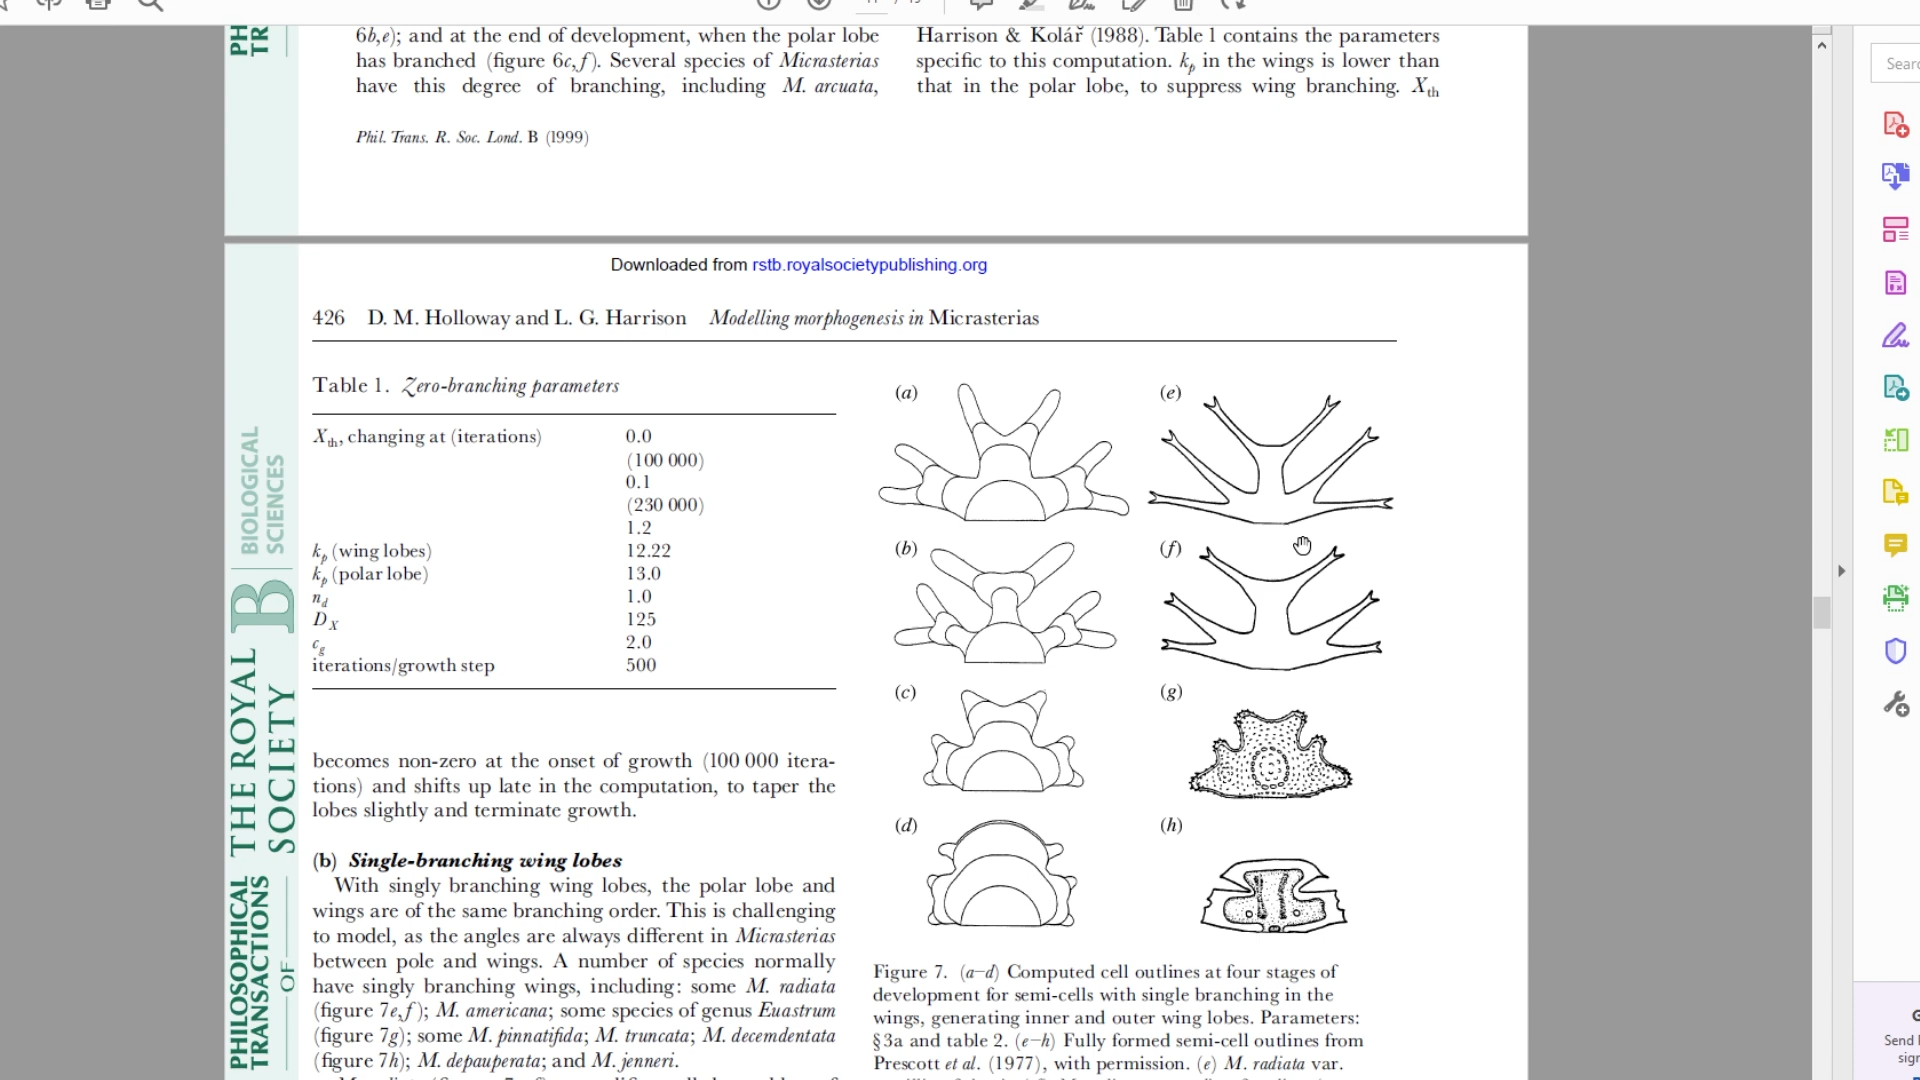 6b,e); and at the end of development, when the polar lobe
has branched (figure 6c,f). Several species of Micrasterias
have this degree of branching, including M. arcuata,
Harrison & Kolář (1988). Table 1 contains the parameters
specific to this computation. kp in the wings is lower than
that in the polar lobe, to suppress wing branching. Xth
Phil. Trans. R. Soc. Lond. B (1999)
PH
TR
Downloaded from rstb.royalsocietypublishing.org
426 D. M. Holloway and L. G. Harrison Modelling morphogenesis in Micrasterias
Table 1. Zero-branching parameters
Xth, changing at (iterations) 0.0
(100 000)
0.1
(230 000)
1.2
kp (wing lobes) 12.22
kp (polar lobe) 13.0
nd 1.0
DX 125
cg 2.0
iterations/growth step 500
becomes non-zero at the onset of growth (100 000 itera-
tions) and shifts up late in the computation, to taper the
lobes slightly and terminate growth.
(b) Single-branching wing lobes
With singly branching wing lobes, the polar lobe and
wings are of the same branching order. This is challenging
to model, as the angles are always different in Micrasterias
between pole and wings. A number of species normally
have singly branching wings, including: some M. radiata
(figure 7e,f); M. americana; some species of genus Euastrum
(figure 7g); some M. pinnatifida; M. truncata; M. decemdentata
(figure 7h); M. depauperata; and M. jenneri.
(a)
(e)
(b)
(f)
(c)
(g)
(d)
(h)
Figure 7. (a–d) Computed cell outlines at four stages of
development for semi-cells with single branching in the
wings, generating inner and outer wing lobes. Parameters:
§3a and table 2. (e–h) Fully formed semi-cell outlines from
Prescott et al. (1977), with permission. (e) M. radiata var.
BIOLOGICAL
SCIENCES
THE ROYAL
SOCIETY
B
PHILOSOPHICAL
TRANSACTIONS
OF
Sear
Send
sig